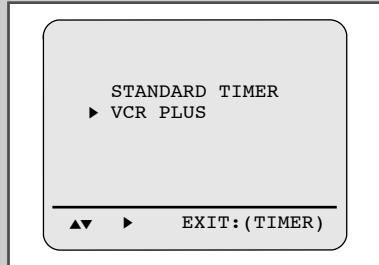 STANDARD TIMER
▶ VCR PLUS
▲▼ ▶ EXIT:(TIMER)